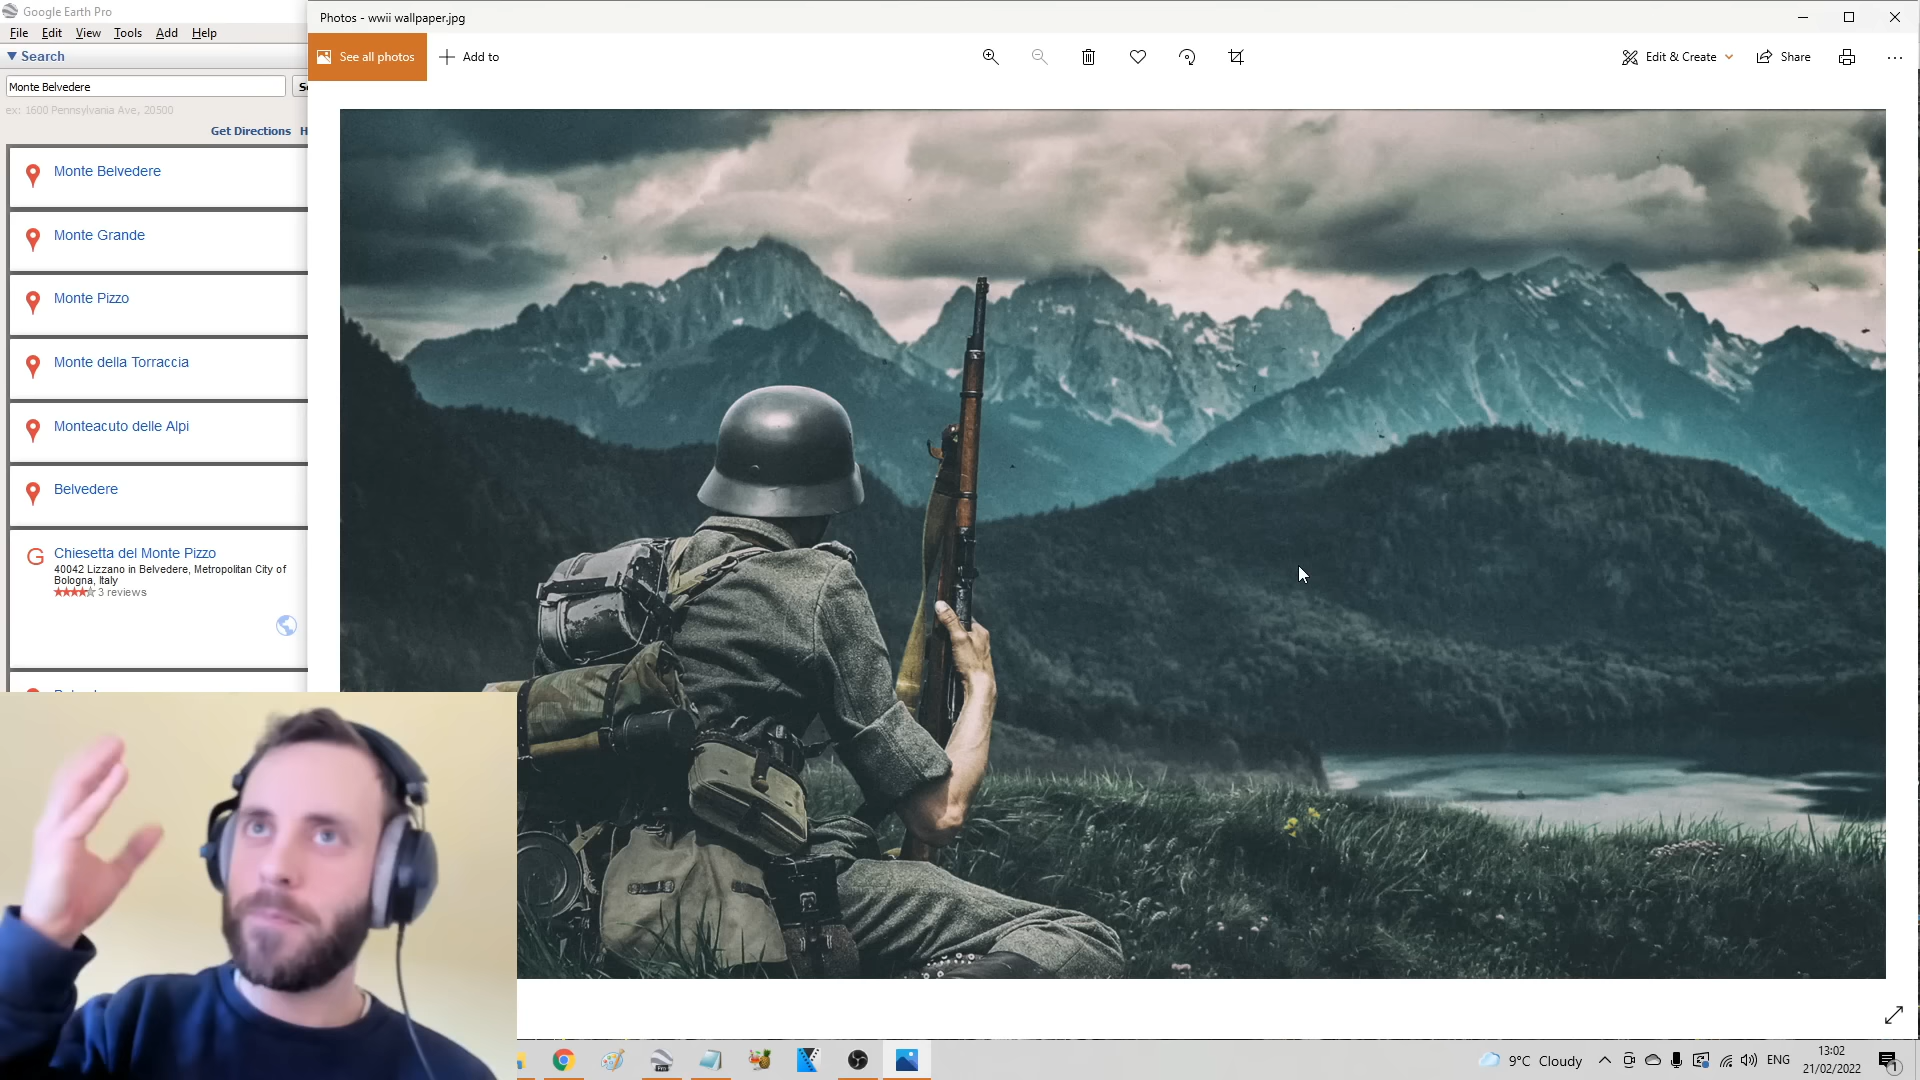 Google Earth Pro
File Edit View Tools Add Help
Search
Monte Belvedere
ex: 1600 Pennsylvania Ave, 20500
Get Directions
Monte Belvedere
Monte Grande
Monte Pizzo
Monte della Torraccia
Monteacuto delle Alpi
Belvedere
Chiesetta del Monte Pizzo
40042 Lizzano in Belvedere, Metropolitan City of
Bologna, Italy
3 reviews
Photos - wwii wallpaper.jpg
See all photos
Add to
Edit & Create
Share
9°C Cloudy
ENG
13:02
21/02/2022
1